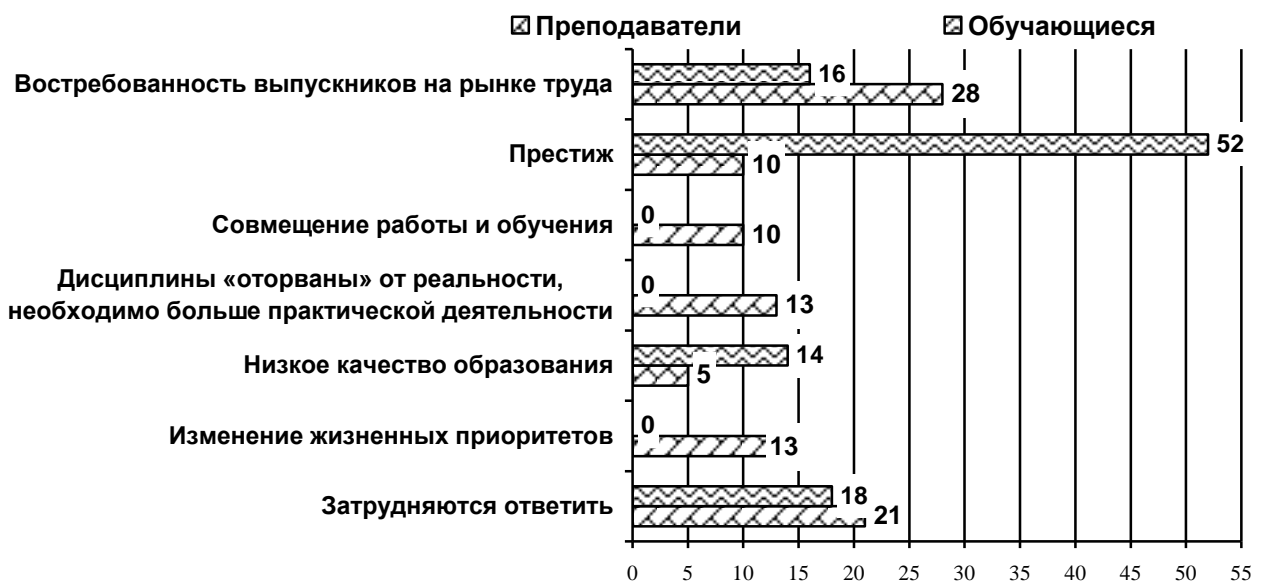 Преподаватели Обучающиеся
Востребованность выпускников на рынке труда
16
28
Престиж
52
10
Совмещение работы и обучения
0
10
Дисциплины «оторваны» от реальности,
необходимо больше практической деятельности
0
13
Низкое качество образования
14
5
Изменение жизненных приоритетов
0
13
Затрудняются ответить
18
21
0 5 10 15 20 25 30 35 40 45 50 55